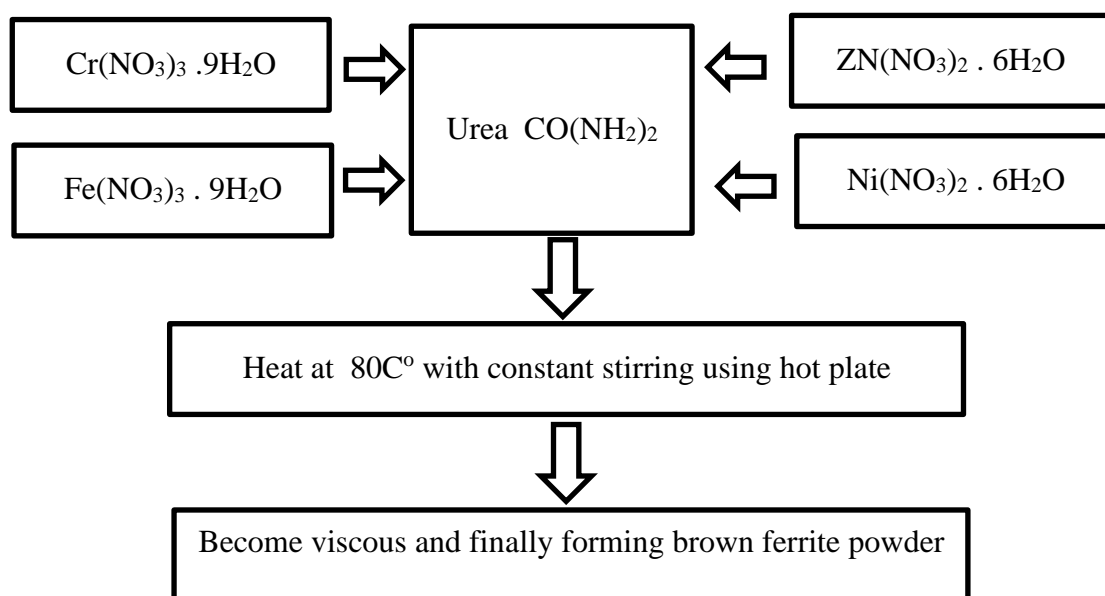 Cr(NO₃)₃ .9H₂O
ZN(NO₃)₂ . 6H₂O
Urea  CO(NH₂)₂
Fe(NO₃)₃ . 9H₂O
Ni(NO₃)₂ . 6H₂O
Heat at  80Cº with constant stirring using hot plate
Become viscous and finally forming brown ferrite powder